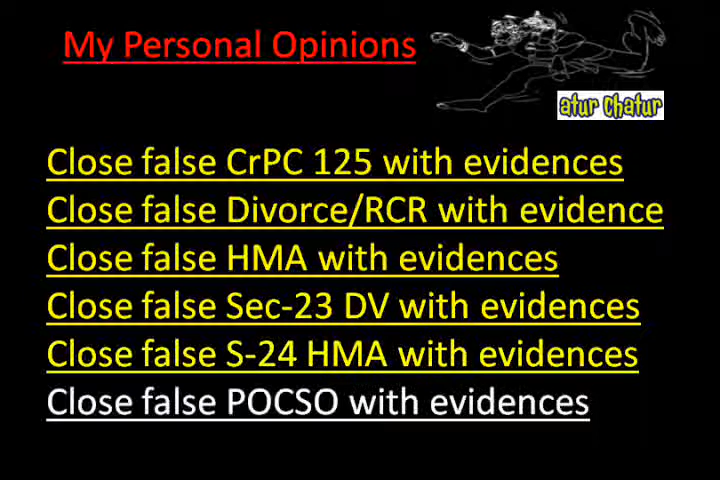 My Personal Opinions
atur Chatur
Close false CrPC 125 with evidences
Close false Divorce/RCR with evidence
Close false HMA with evidences
Close false Sec-23 DV with evidences
Close false S-24 HMA with evidences
Close false POCSO with evidences